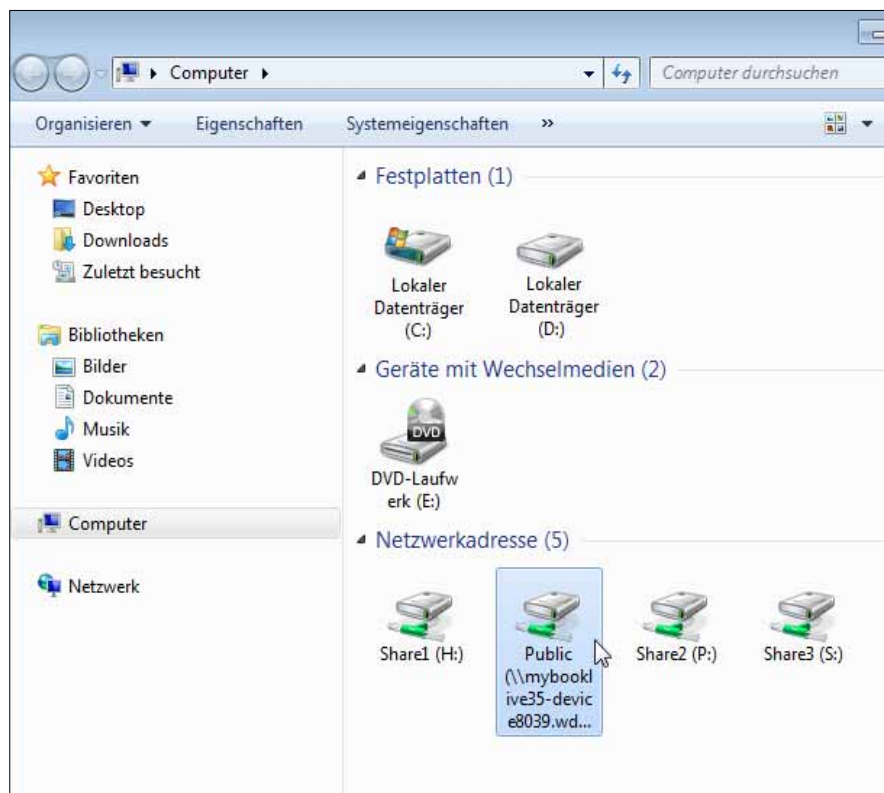 Computer
Computer durchsuchen
Organisieren
Eigenschaften
Systemeigenschaften
»
Favoriten
Desktop
Downloads
Zuletzt besucht
Bibliotheken
Bilder
Dokumente
Musik
Videos
Computer
Netzwerk
Festplatten (1)
Lokaler
Datenträger
(C:)
Lokaler
Datenträger
(D:)
Geräte mit Wechselmedien (2)
DVD
DVD-Laufw
erk (E:)
Netzwerkadresse (5)
Share1 (H:)
Public
(\\mybookl
ive35-devic
e8039.wd...
Share2 (P:)
Share3 (S:)